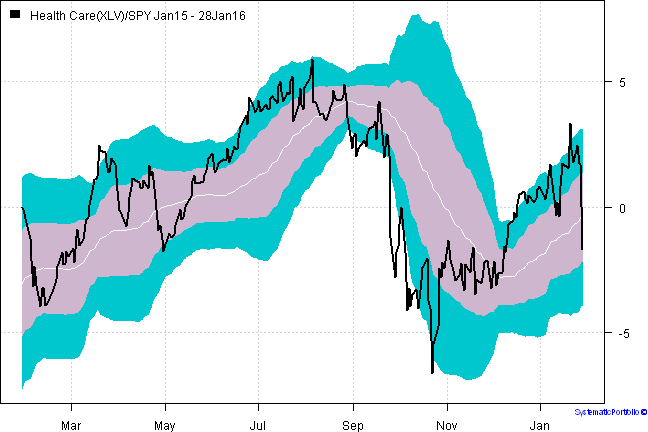 Health Care(XLV)/SPY Jan15 - 28Jan16
5
0
-5
SystematicPortfolio ©
Mar May Jul Sep Nov Jan